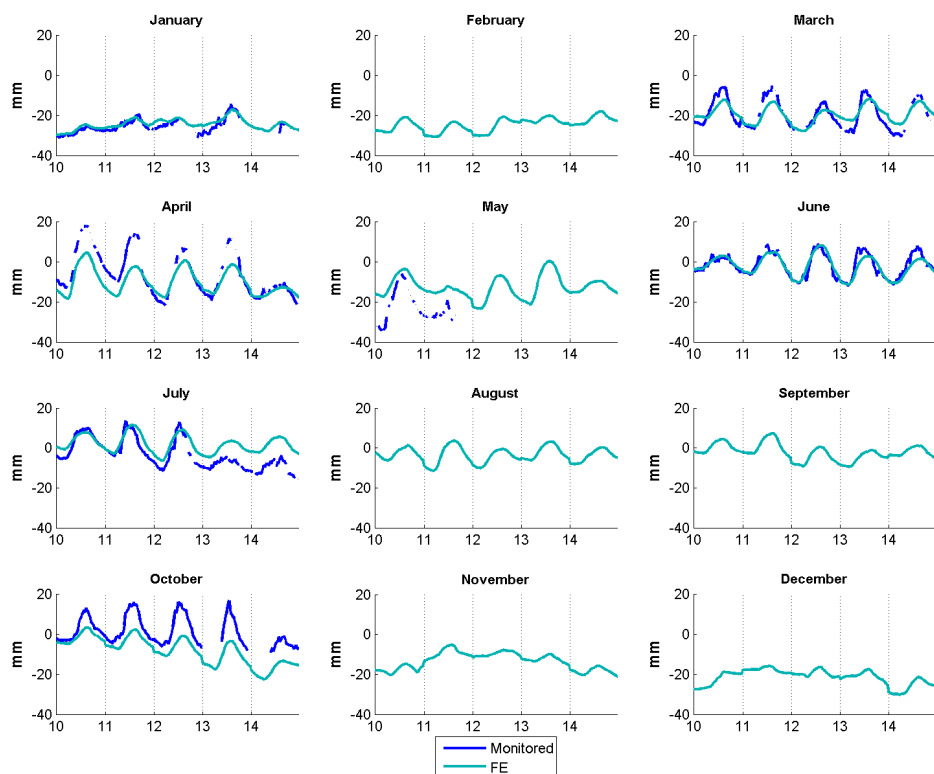 January February March
20 20 20
0 0 0
mm mm mm
-20 -20 -20
-40 -40 -40
10 11 12 13 14 10 11 12 13 14 10 11 12 13 14
April May June
20 20 20
0 0 0
mm mm mm
-20 -20 -20
-40 -40 -40
10 11 12 13 14 10 11 12 13 14 10 11 12 13 14
July August September
20 20 20
0 0 0
mm mm mm
-20 -20 -20
-40 -40 -40
10 11 12 13 14 10 11 12 13 14 10 11 12 13 14
October November December
20 20 20
0 0 0
mm mm mm
-20 -20 -20
-40 -40 -40
10 11 12 13 14 10 11 12 13 14 10 11 12 13 14
Monitored
FE